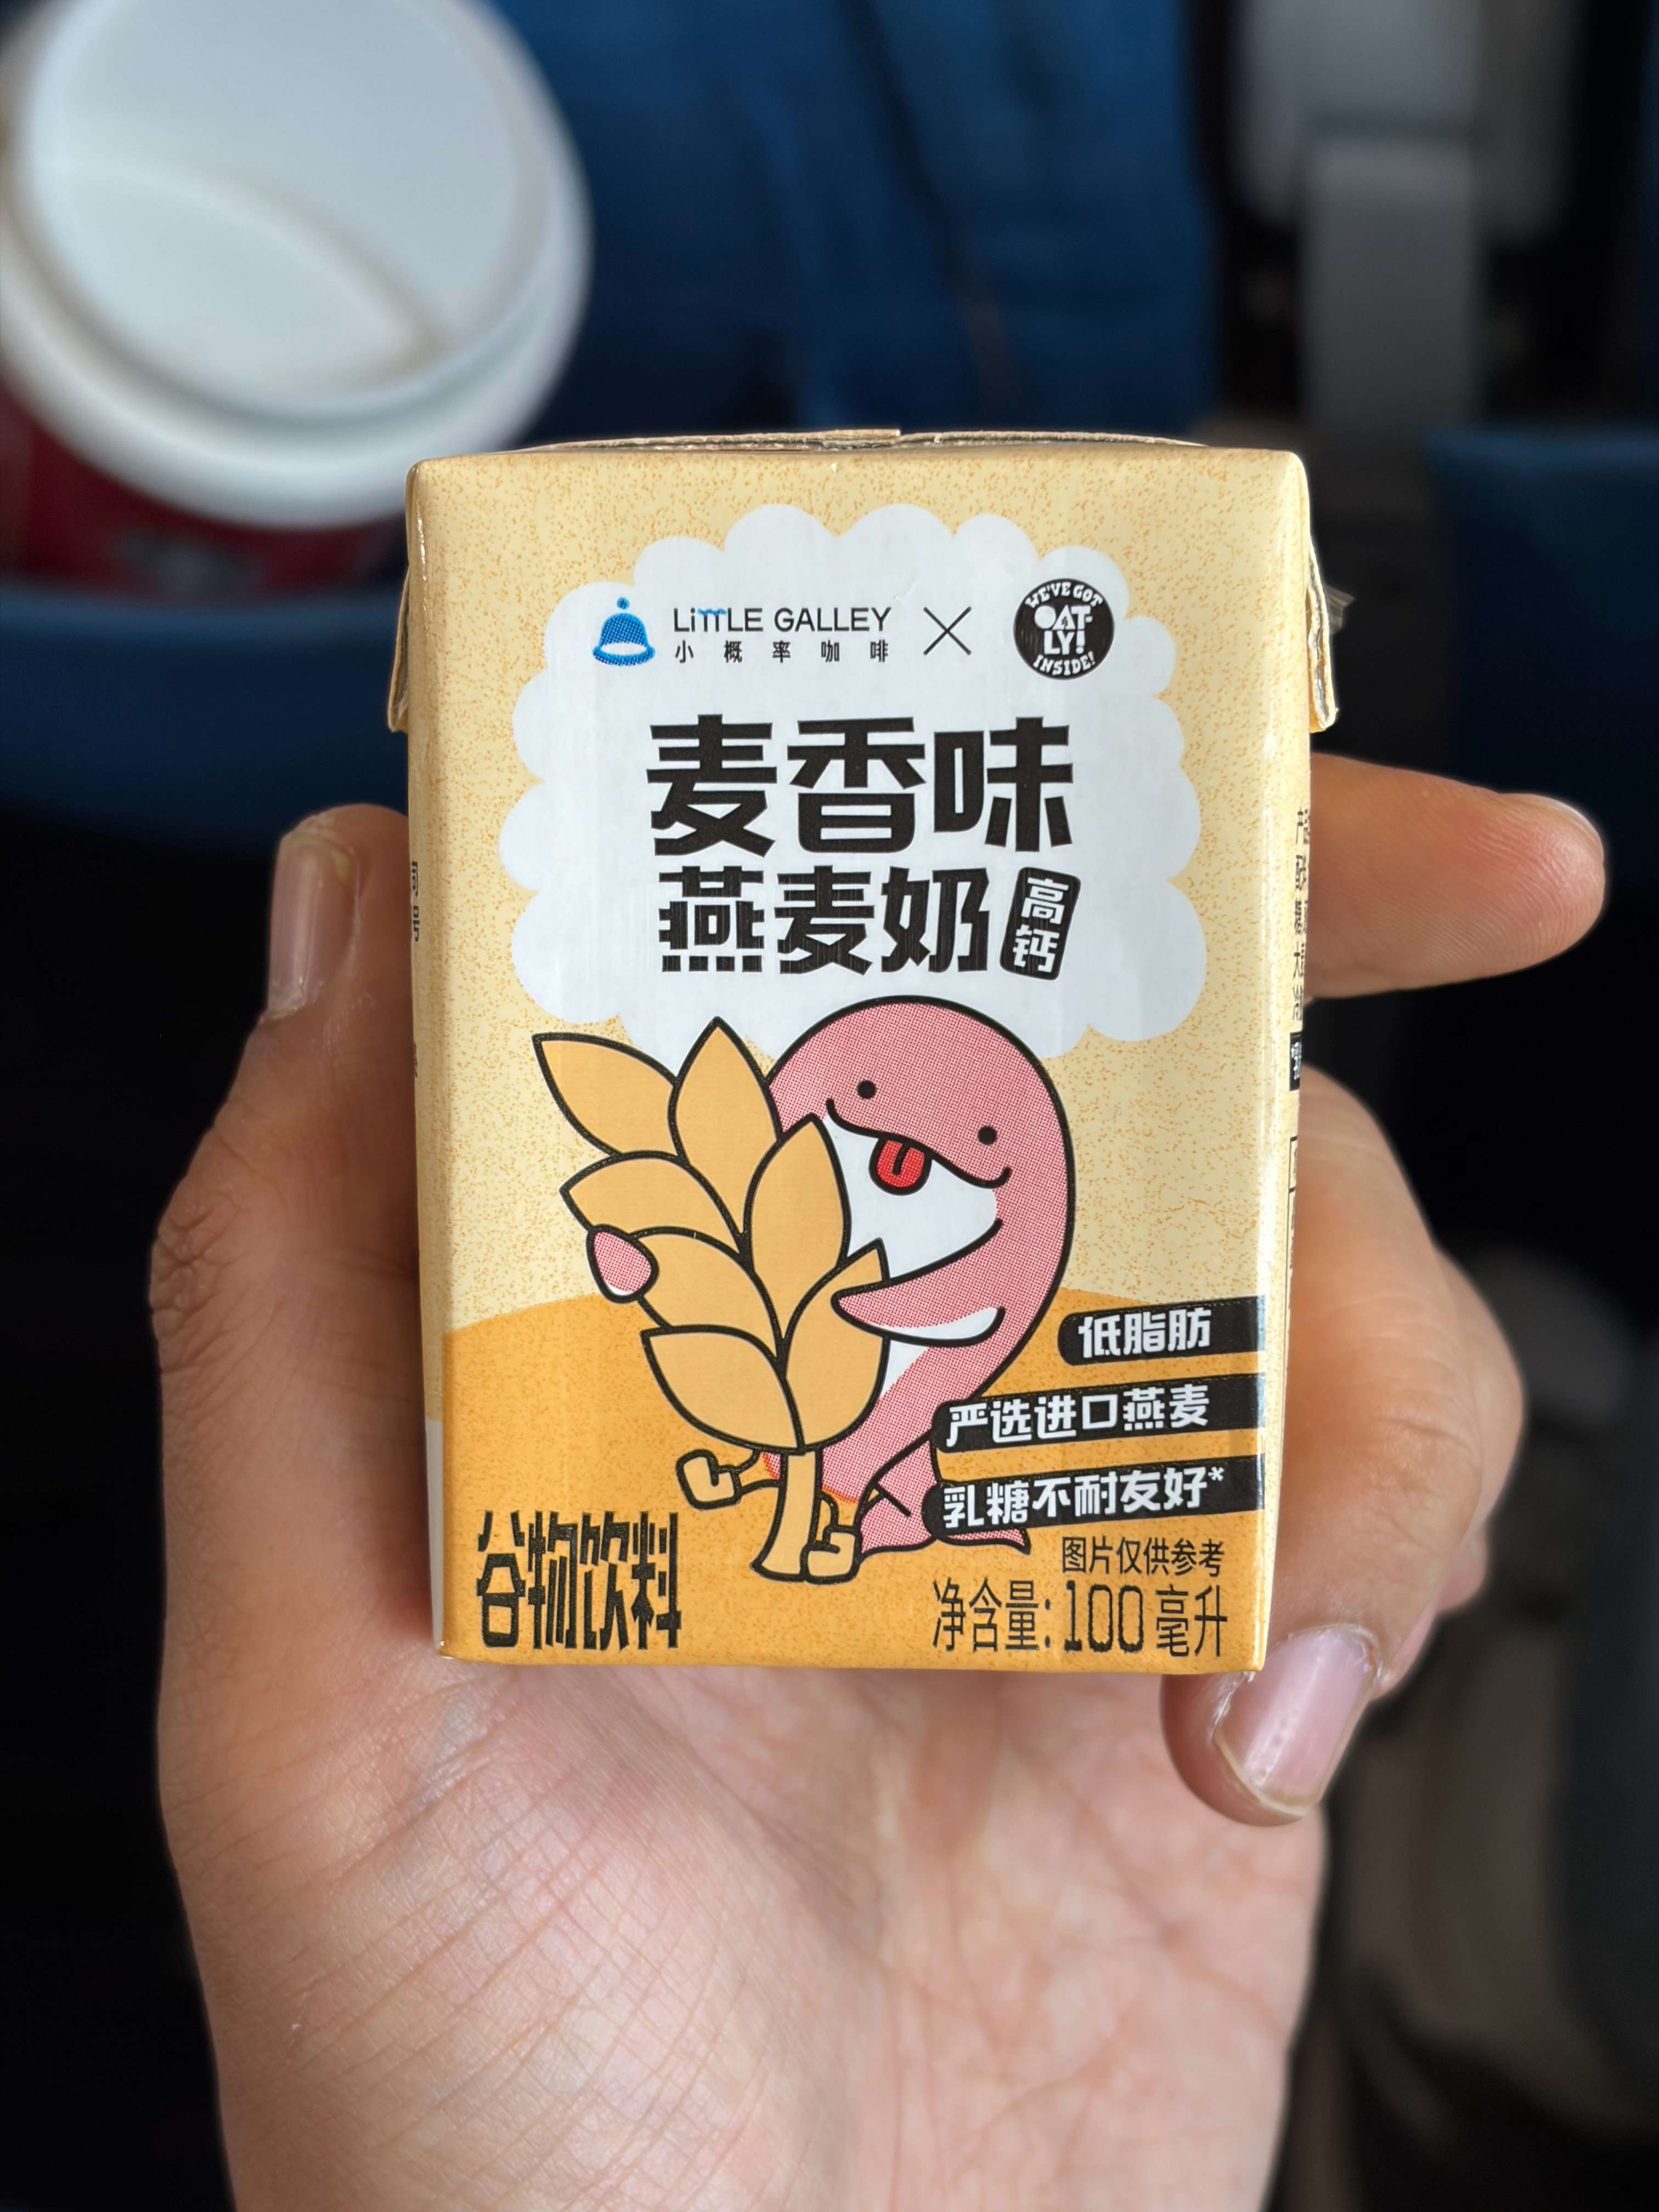 LiTTLE GALLEY
小概率咖啡
WE'VE GOT
OAT-
LY!
INSIDE!
麦香味
燕麦奶
高钙
低脂肪
严选进口燕麦
乳糖不耐友好*
图片仅供参考
谷物饮料
净含量:100毫升